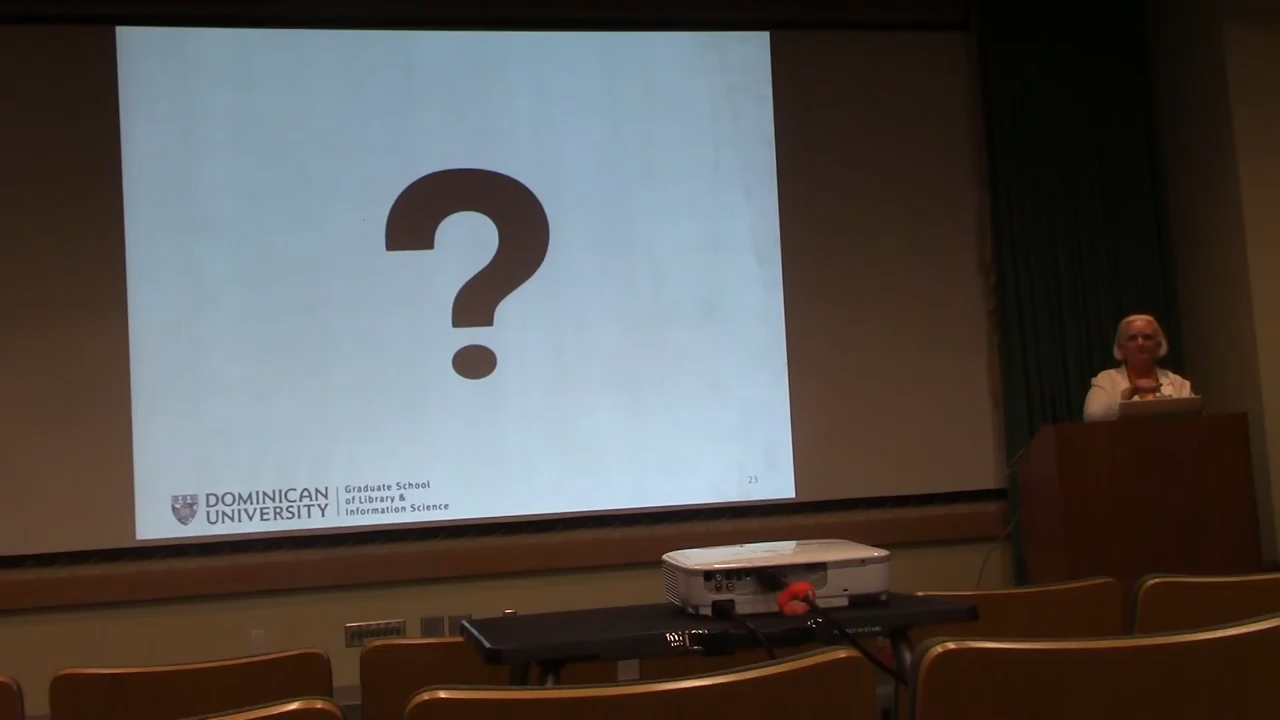 ?
DOMINICAN
UNIVERSITY
Graduate School
of Library &
Information Science
23